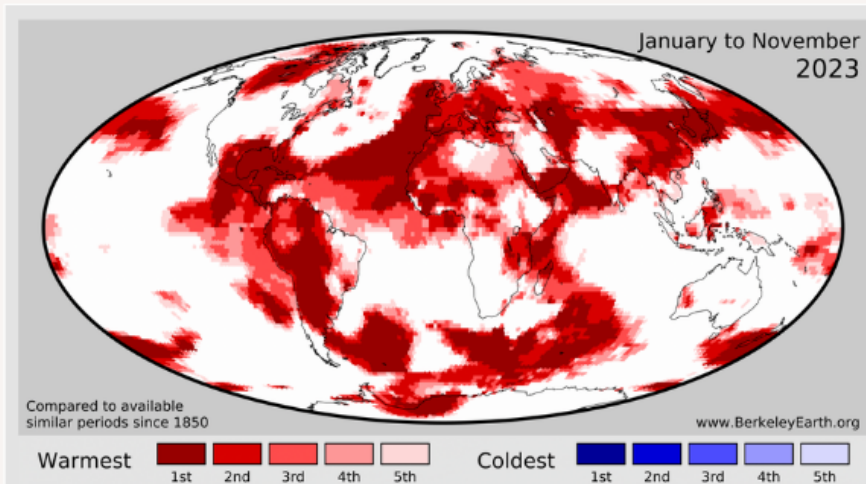 January to November
2023
Compared to available
similar periods since 1850
www.BerkeleyEarth.org
Warmest
1st 2nd 3rd 4th 5th
Coldest
1st 2nd 3rd 4th 5th